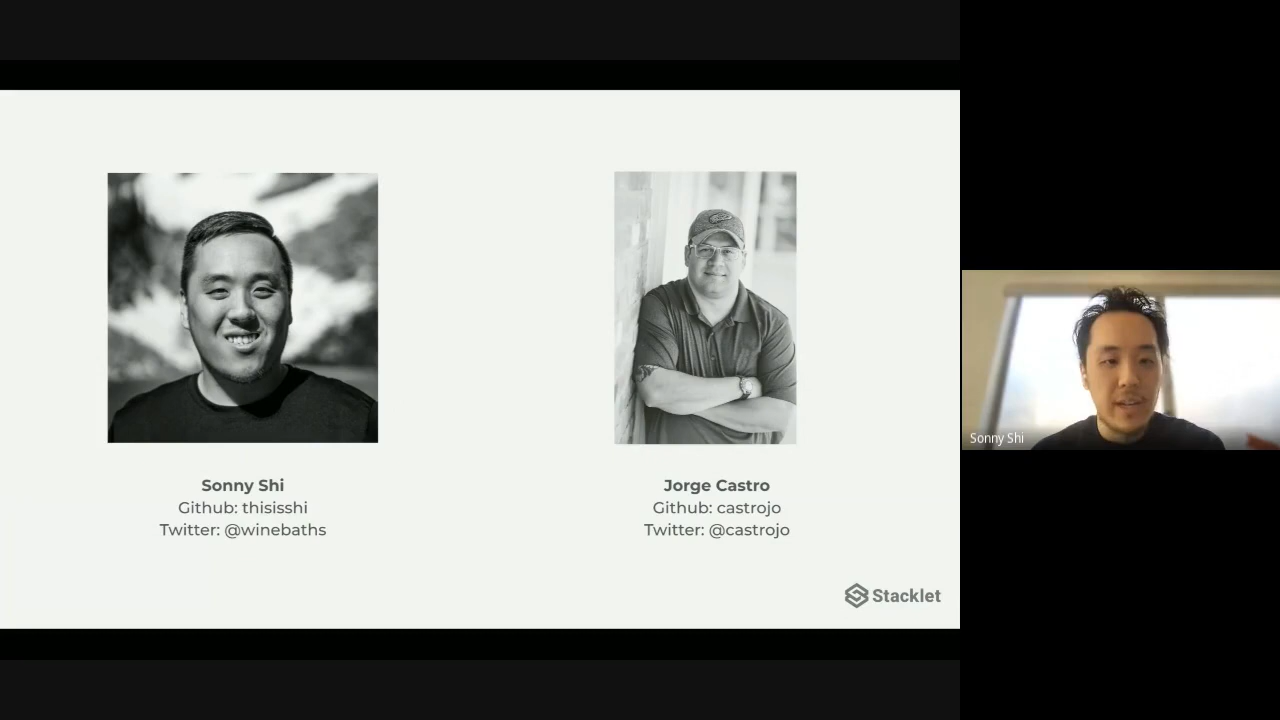 Sonny Shi
Github: thisisshi
Twitter: @winebaths
Jorge Castro
Github: castrojo
Twitter: @castrojo
Stacklet
Sonny Shi